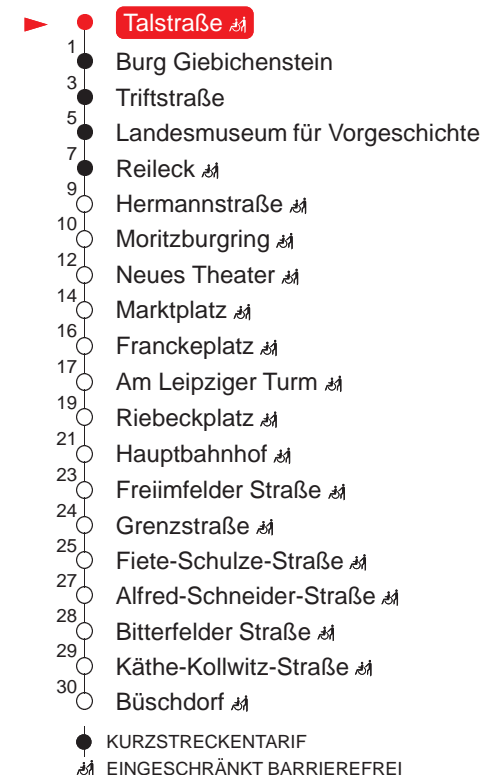 Talstraße
1
Burg Giebichenstein
3
Triftstraße
5
Landesmuseum für Vorgeschichte
7
Reileck
9
Hermannstraße
10
Moritzburgring
12
Neues Theater
14
Marktplatz
16
Franckeplatz
17
Am Leipziger Turm
19
Riebeckplatz
21
Hauptbahnhof
23
Freiimfelder Straße
24
Grenzstraße
25
Fiete-Schulze-Straße
27
Alfred-Schneider-Straße
28
Bitterfelder Straße
29
Käthe-Kollwitz-Straße
30
Büschdorf
KURZSTRECKENTARIF
EINGESCHRÄNKT BARRIEREFREI